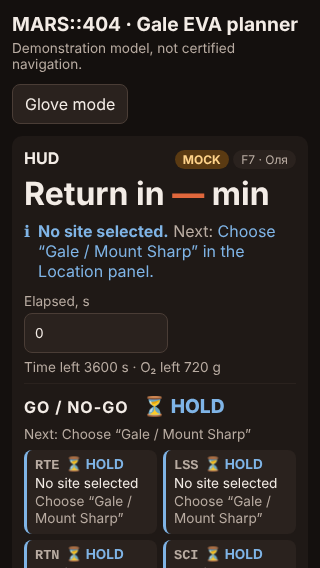 MARS::404 · Gale EVA planner
Demonstration model, not certified
navigation.
Glove mode
HUD
MOCK
F7 · Оля
Return in — min
ℹ No site selected. Next: Choose
“Gale / Mount Sharp” in the
Location panel.
Elapsed, s
0
Time left 3600 s · O₂ left 720 g
GO / NO-GO ⏳ HOLD
Next: Choose “Gale / Mount Sharp”
RTE ⏳ HOLD
No site selected
Choose “Gale /
Mount Sharp”
LSS ⏳ HOLD
No site selected
Choose “Gale /
Mount Sharp”
RTN ⏳ HOLD
SCI ⏳ HOLD